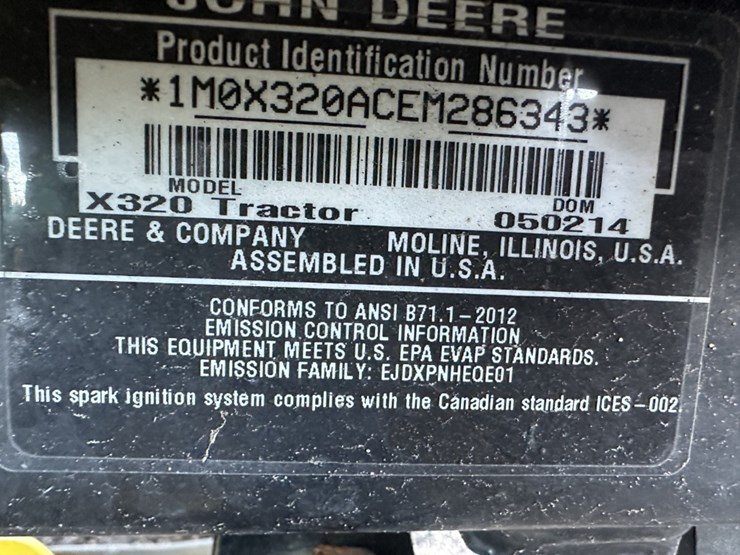 JOHN DEERE
Product Identification Number
*1M0X320ACEM286343*
MODEL DOM
X320 Tractor 050214
DEERE & COMPANY MOLINE, ILLINOIS, U.S.A.
ASSEMBLED IN U.S.A.
CONFORMS TO ANSI B71.1-2012
EMISSION CONTROL INFORMATION
THIS EQUIPMENT MEETS U.S. EPA EVAP STANDARDS.
EMISSION FAMILY: EJDXPNHEQE01
This spark ignition system complies with the Canadian standard ICES-002.